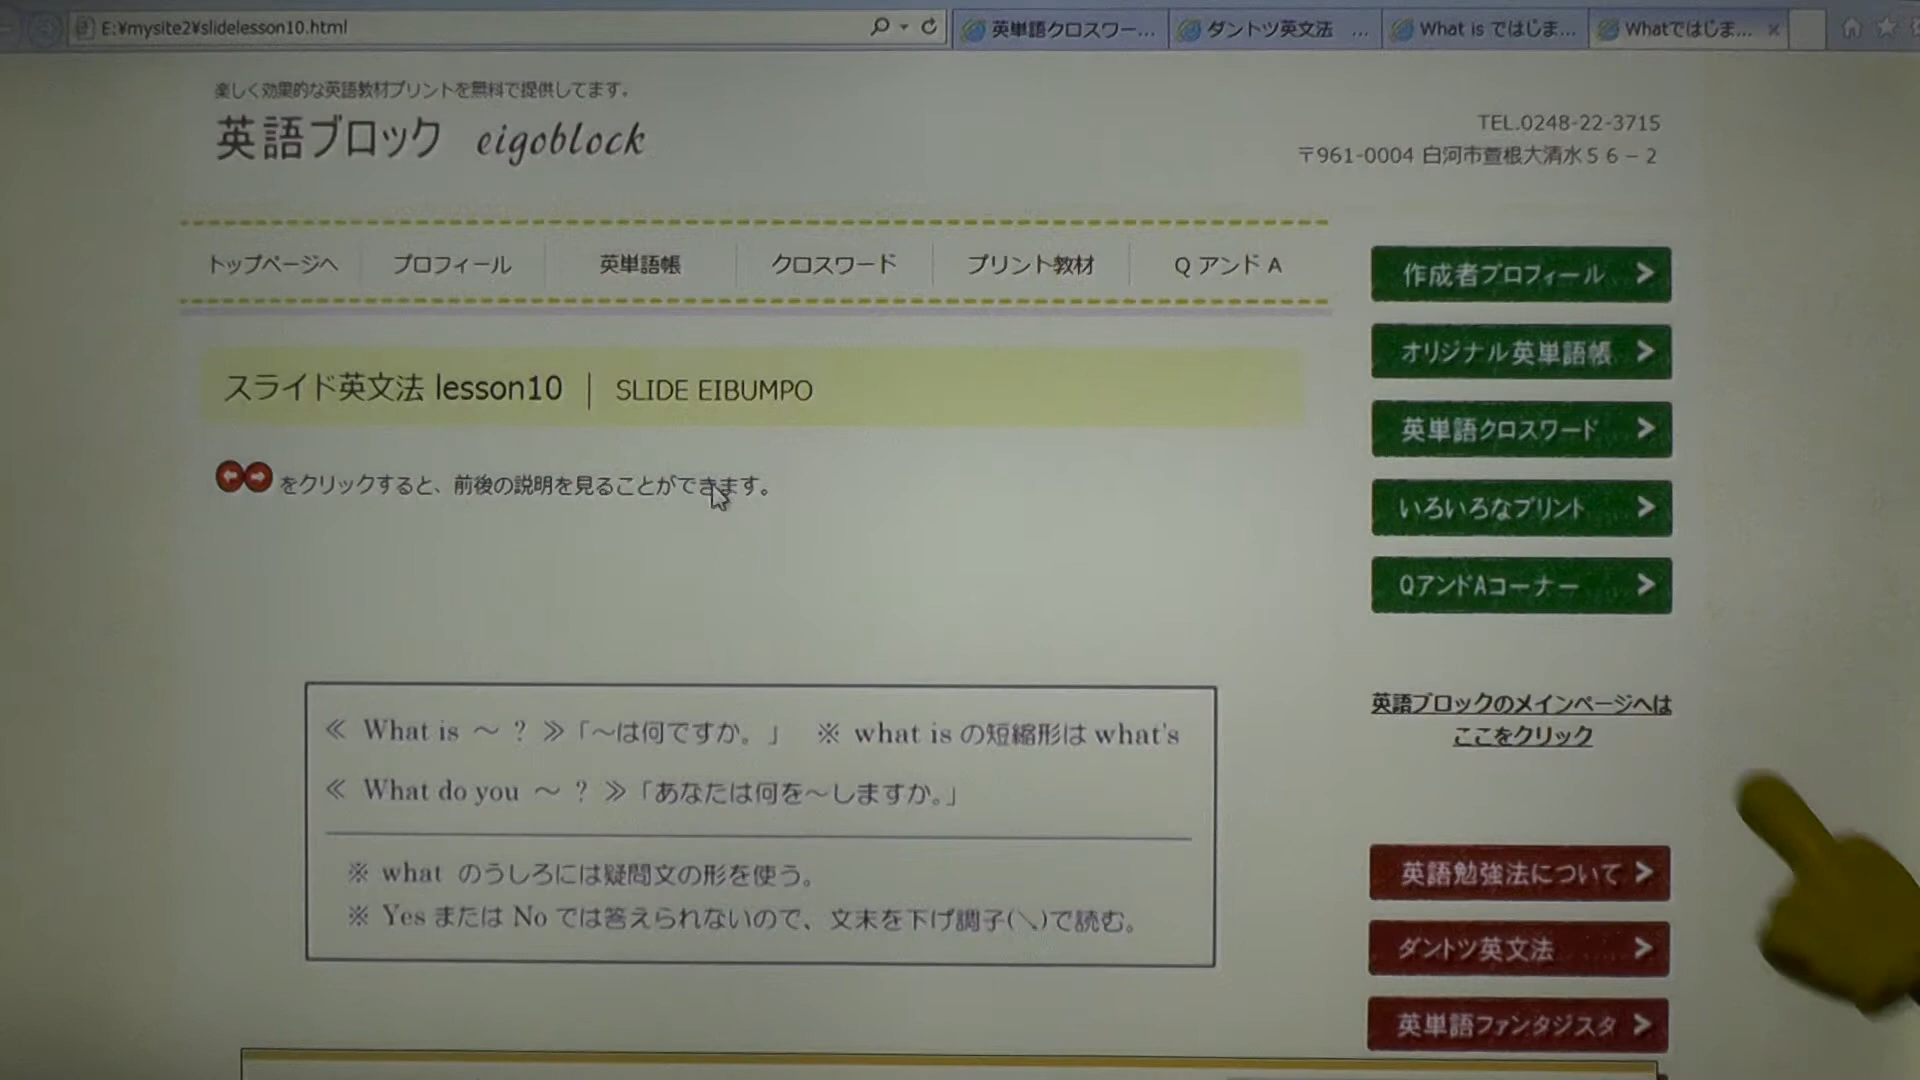 E:¥mysite2¥slidelesson10.html
英単語クロスワー...
ダントツ英文法 ...
What is ではじま...
Whatではじま...
楽しく効果的な英語教材プリントを無料で提供してます。
英語ブロック eigoblock
TEL.0248-22-3715
〒961-0004 白河市萱根大清水５６－２
トップページへ
プロフィール
英単語帳
クロスワード
プリント教材
Q アンド A
作成者プロフィール
オリジナル英単語帳
英単語クロスワード
いろいろなプリント
QアンドAコーナー
スライド英文法 lesson10 ｜ SLIDE EIBUMPO
をクリックすると、前後の説明を見ることができます。
≪ What is ～ ? ≫「～は何ですか。」 ※ what is の短縮形は what's
≪ What do you ～ ? ≫「あなたは何を～しますか。」
※ what のうしろには疑問文の形を使う。
※ Yes または No では答えられないので、文末を下げ調子(↘)で読む。
英語ブロックのメインページへは
ここをクリック
英語勉強法について
ダントツ英文法
英単語ファンタジスタ